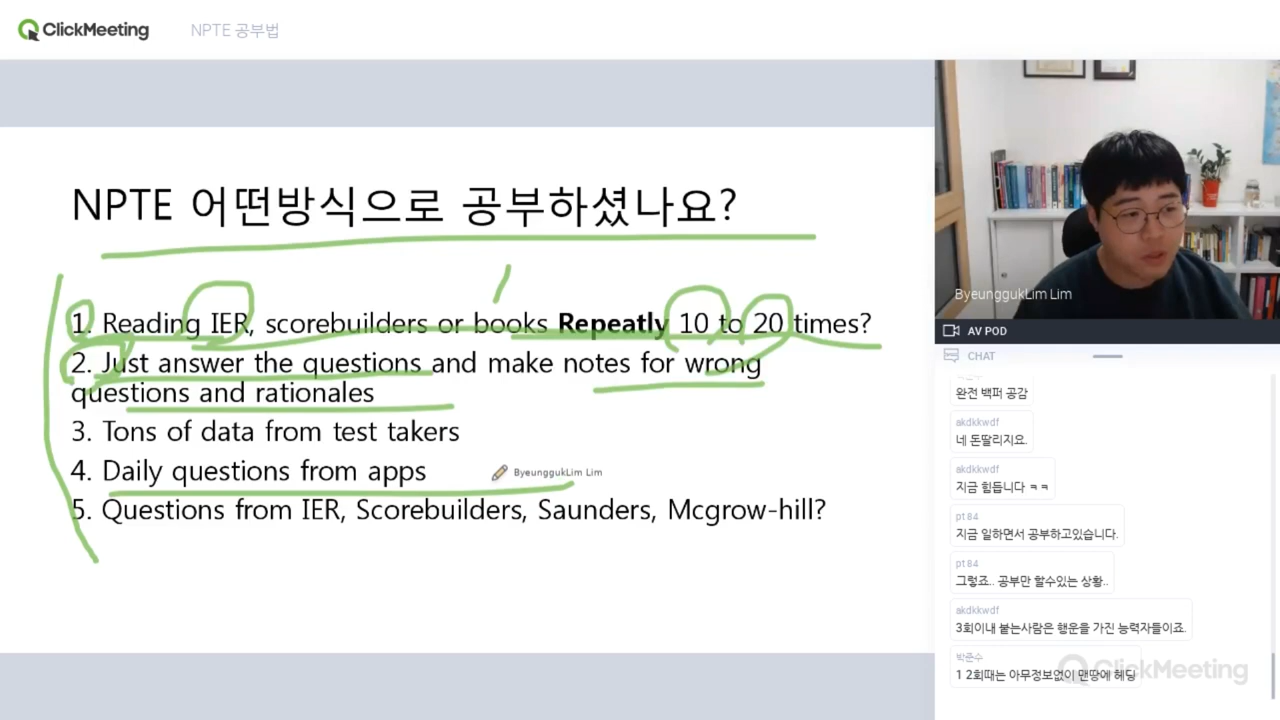 ClickMeeting
NPTE 공부법
NPTE 어떤방식으로 공부하셨나요?
1. Reading IER, scorebuilders or books Repeatly 10 to 20 times?
2. Just answer the questions and make notes for wrong
questions and rationales
3. Tons of data from test takers
4. Daily questions from apps
ByeunggukLim Lim
5. Questions from IER, Scorebuilders, Saunders, Mcgrow-hill?
ByeunggukLim Lim
AV POD
CHAT
완전 백퍼 공감
akdkkwdf
네 돈딸리지요.
akdkkwdf
지금 힘듭니다 ㅋㅋ
pt 84
지금 일하면서 공부하고있습니다.
pt 84
그렇죠.. 공부만 할수있는 상황..
akdkkwdf
3회이내 붙는사람은 행운을 가진 능력자들이죠.
박준수
1 2회때는 아무정보없이 맨땅에 헤딩
ClickMeeting